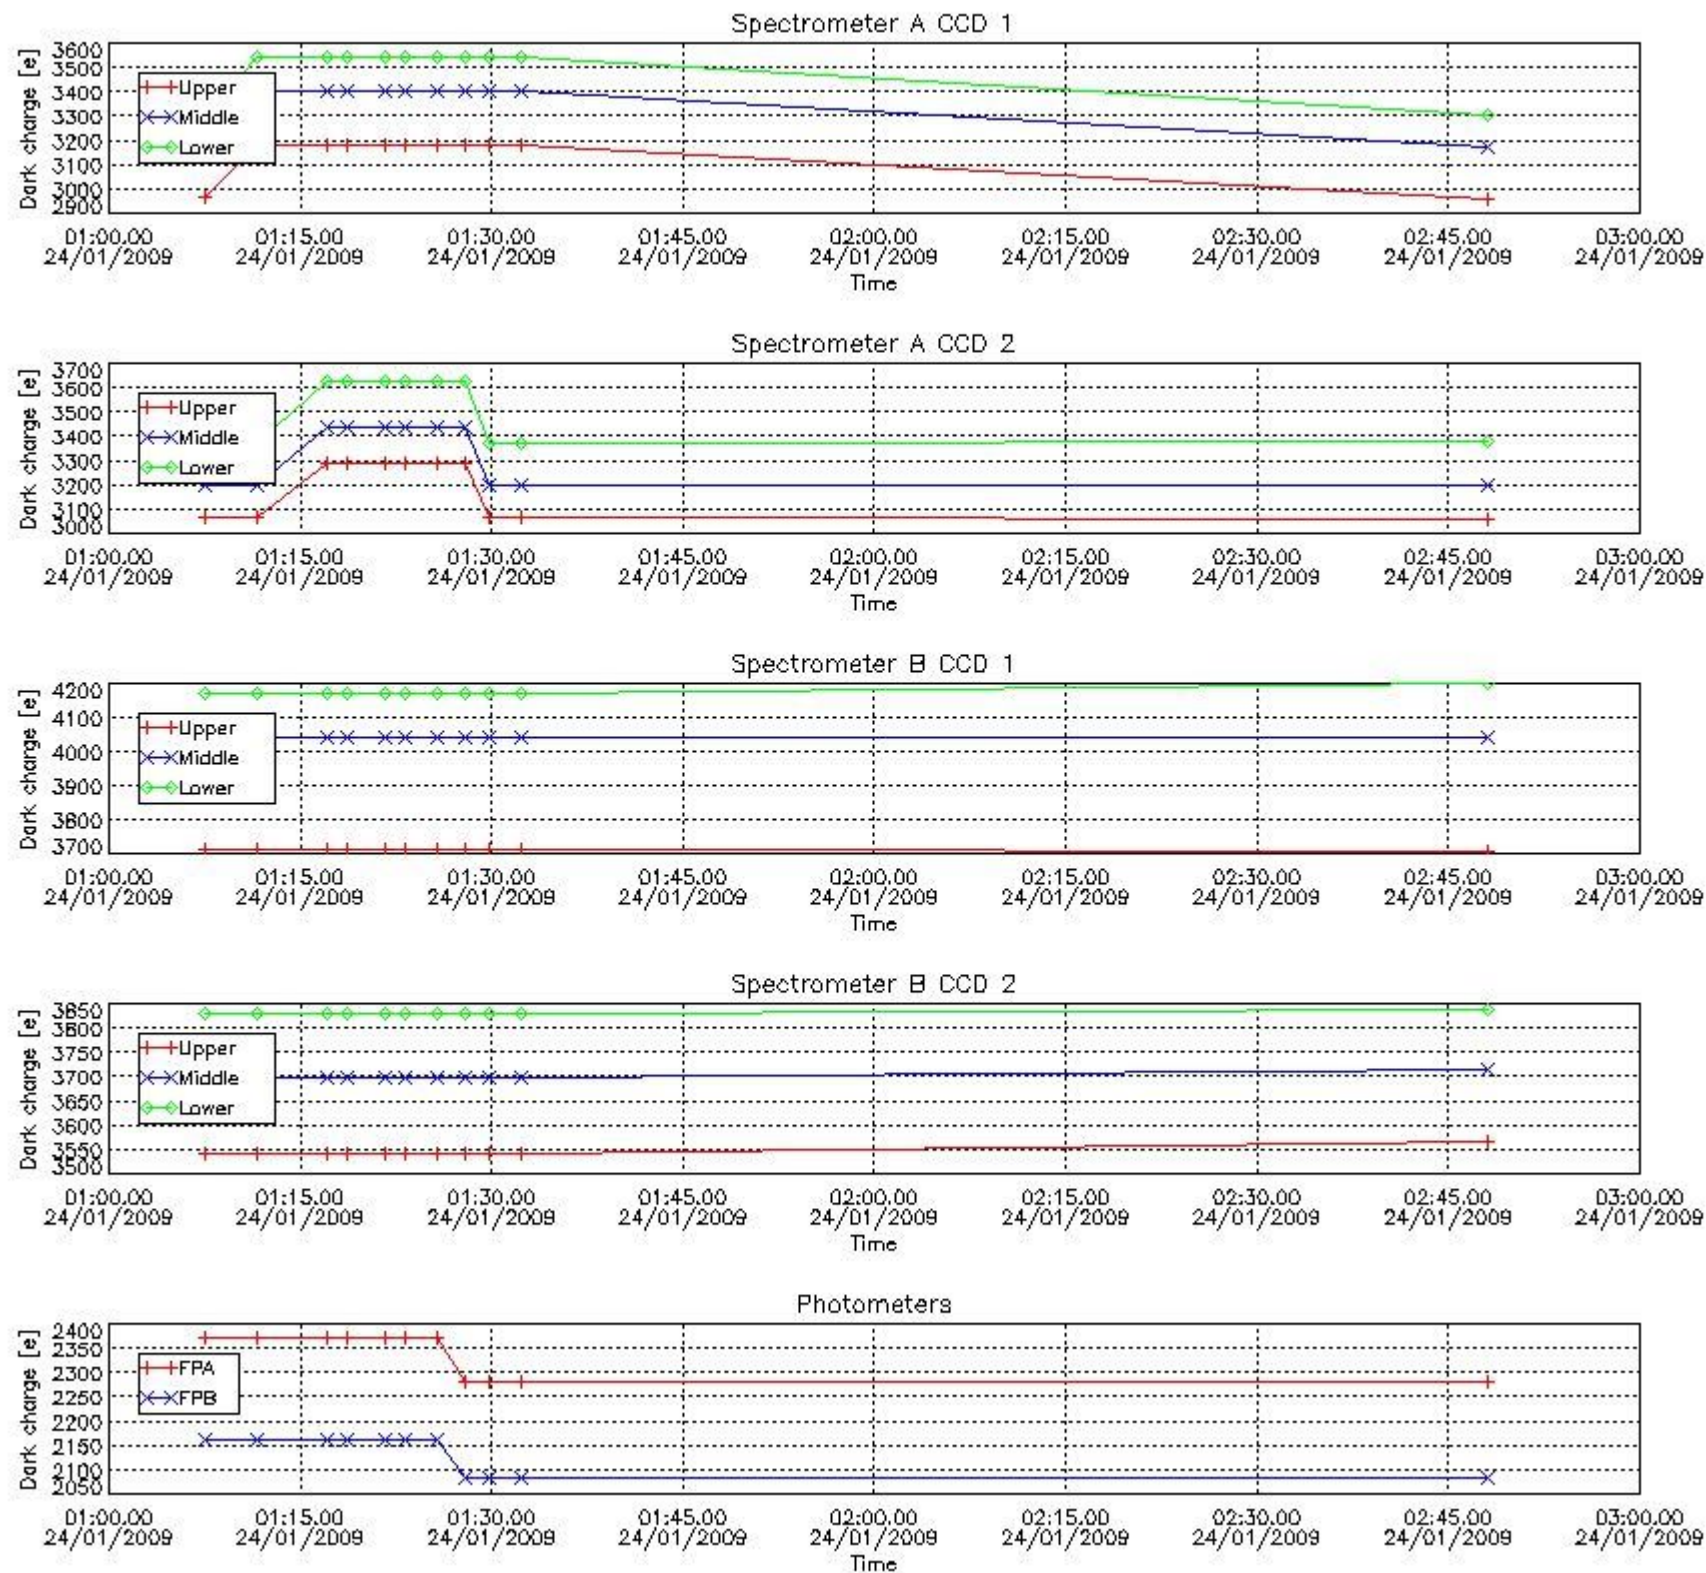 Spectrometer A CCD 1
Dark charge [e]
3600
3500
3400
3300
3200
3100
3000
2900
Upper
Middle
Lower
01:00.00 01:15.00 01:30.00 01:45.00 02:00.00 02:15.00 02:30.00 02:45.00 03:00.00
24/01/2009 24/01/2009 24/01/2009 24/01/2009 24/01/2009 24/01/2009 24/01/2009 24/01/2009 24/01/2009
Time
Spectrometer A CCD 2
Dark charge [e]
3700
3600
3500
3400
3300
3200
3100
3008
Upper
Middle
Lower
01:00.00 01:15.00 01:30.00 01:45.00 02:00.00 02:15.00 02:30.00 02:45.00 03:00.00
24/01/2009 24/01/2009 24/01/2009 24/01/2009 24/01/2009 24/01/2009 24/01/2009 24/01/2009 24/01/2009
Time
Spectrometer B CCD 1
Dark charge [e]
4200
4100
4000
3900
3800
3700
Upper
Middle
Lower
01:00.00 01:15.00 01:30.00 01:45.00 02:00.00 02:15.00 02:30.00 02:45.00 03:00.00
24/01/2009 24/01/2009 24/01/2009 24/01/2009 24/01/2009 24/01/2009 24/01/2009 24/01/2009 24/01/2009
Time
Spectrometer B CCD 2
Dark charge [e]
3850
3800
3750
3700
3650
3600
3550
3500
Upper
Middle
Lower
01:00.00 01:15.00 01:30.00 01:45.00 02:00.00 02:15.00 02:30.00 02:45.00 03:00.00
24/01/2009 24/01/2009 24/01/2009 24/01/2009 24/01/2009 24/01/2009 24/01/2009 24/01/2009 24/01/2009
Time
Photometers
Dark charge [e]
2400
2350
2300
2250
2200
2150
2100
2050
FPA
FPB
01:00.00 01:15.00 01:30.00 01:45.00 02:00.00 02:15.00 02:30.00 02:45.00 03:00.00
24/01/2009 24/01/2009 24/01/2009 24/01/2009 24/01/2009 24/01/2009 24/01/2009 24/01/2009 24/01/2009
Time